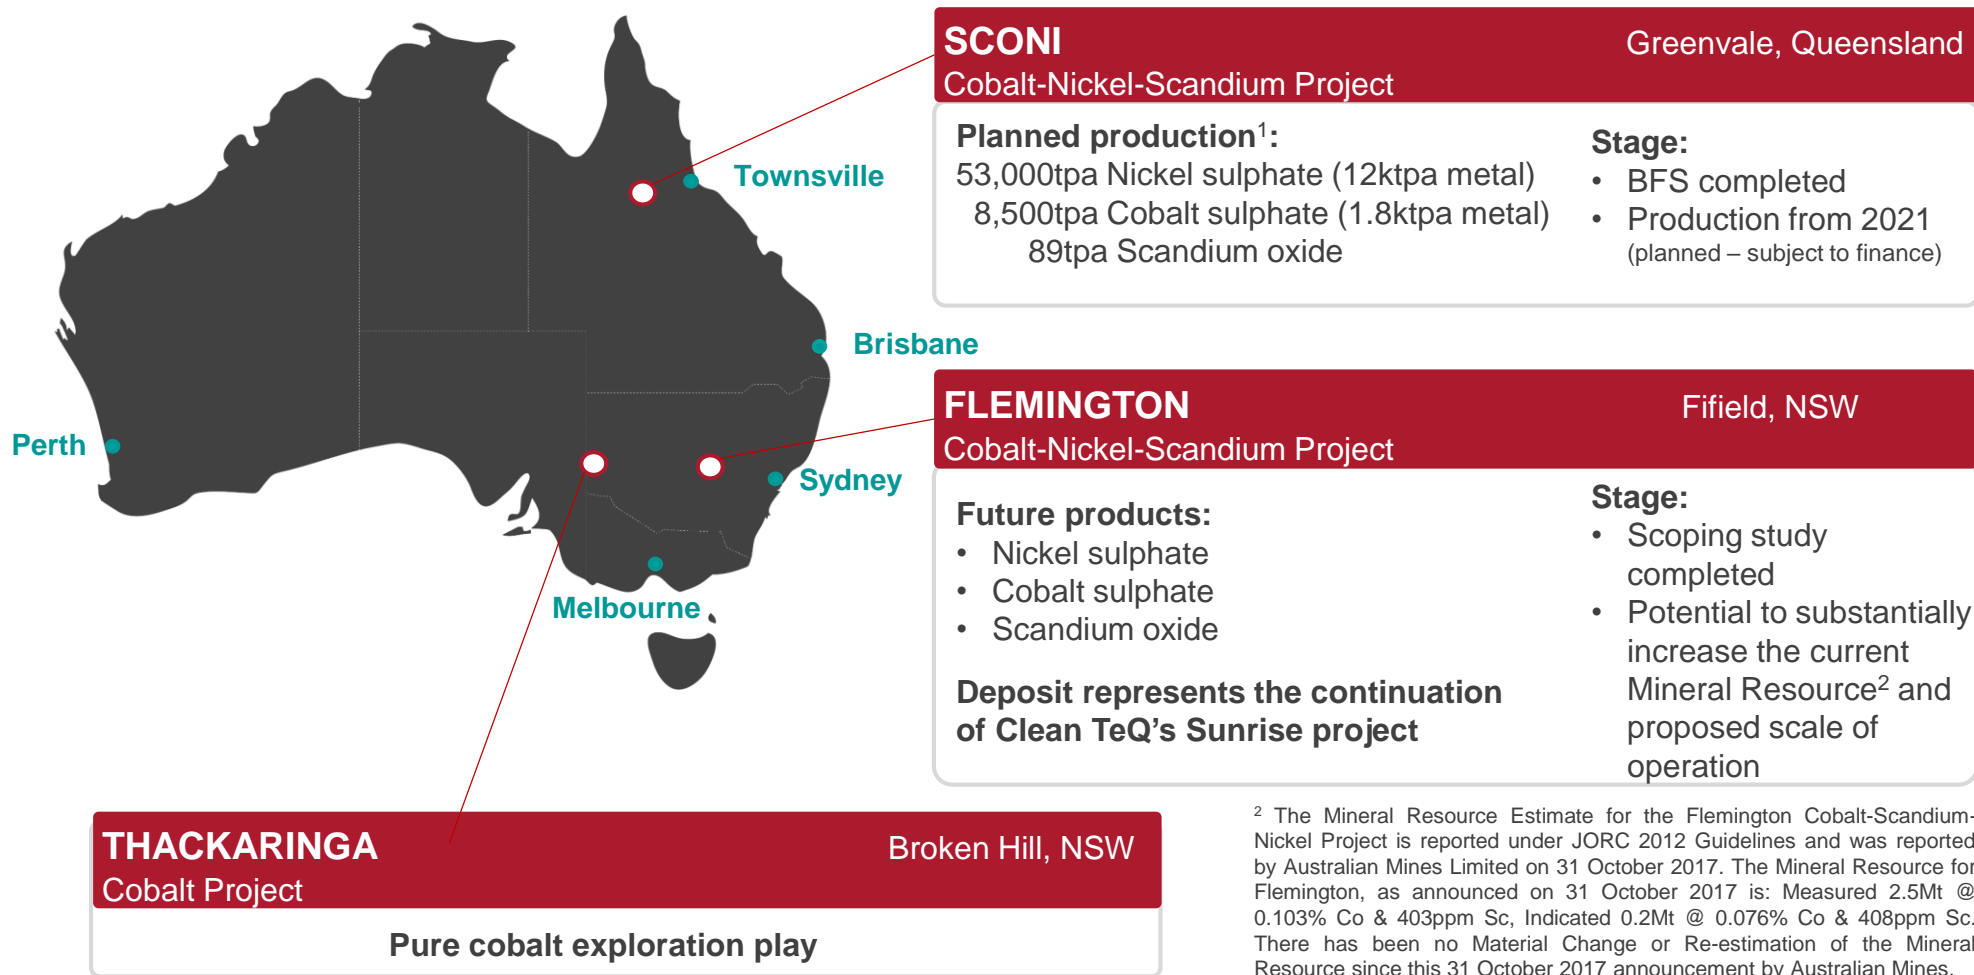 SCONI
Greenvale, Queensland
Cobalt-Nickel-Scandium Project
Planned production¹:
53,000tpa Nickel sulphate (12ktpa metal)
8,500tpa Cobalt sulphate (1.8ktpa metal)
89tpa Scandium oxide
Stage:
• BFS completed
• Production from 2021
(planned – subject to finance)
Townsville
Brisbane
Perth
Sydney
Melbourne
FLEMINGTON
Fifield, NSW
Cobalt-Nickel-Scandium Project
Future products:
• Nickel sulphate
• Cobalt sulphate
• Scandium oxide
Deposit represents the continuation
of Clean TeQ's Sunrise project
Stage:
• Scoping study
completed
• Potential to substantially
increase the current
Mineral Resource² and
proposed scale of
operation
THACKARINGA
Broken Hill, NSW
Cobalt Project
Pure cobalt exploration play
² The Mineral Resource Estimate for the Flemington Cobalt-Scandium-
Nickel Project is reported under JORC 2012 Guidelines and was reported
by Australian Mines Limited on 31 October 2017. The Mineral Resource for
Flemington, as announced on 31 October 2017 is: Measured 2.5Mt @
0.103% Co & 403ppm Sc, Indicated 0.2Mt @ 0.076% Co & 408ppm Sc.
There has been no Material Change or Re-estimation of the Mineral
Resource since this 31 October 2017 announcement by Australian Mines.